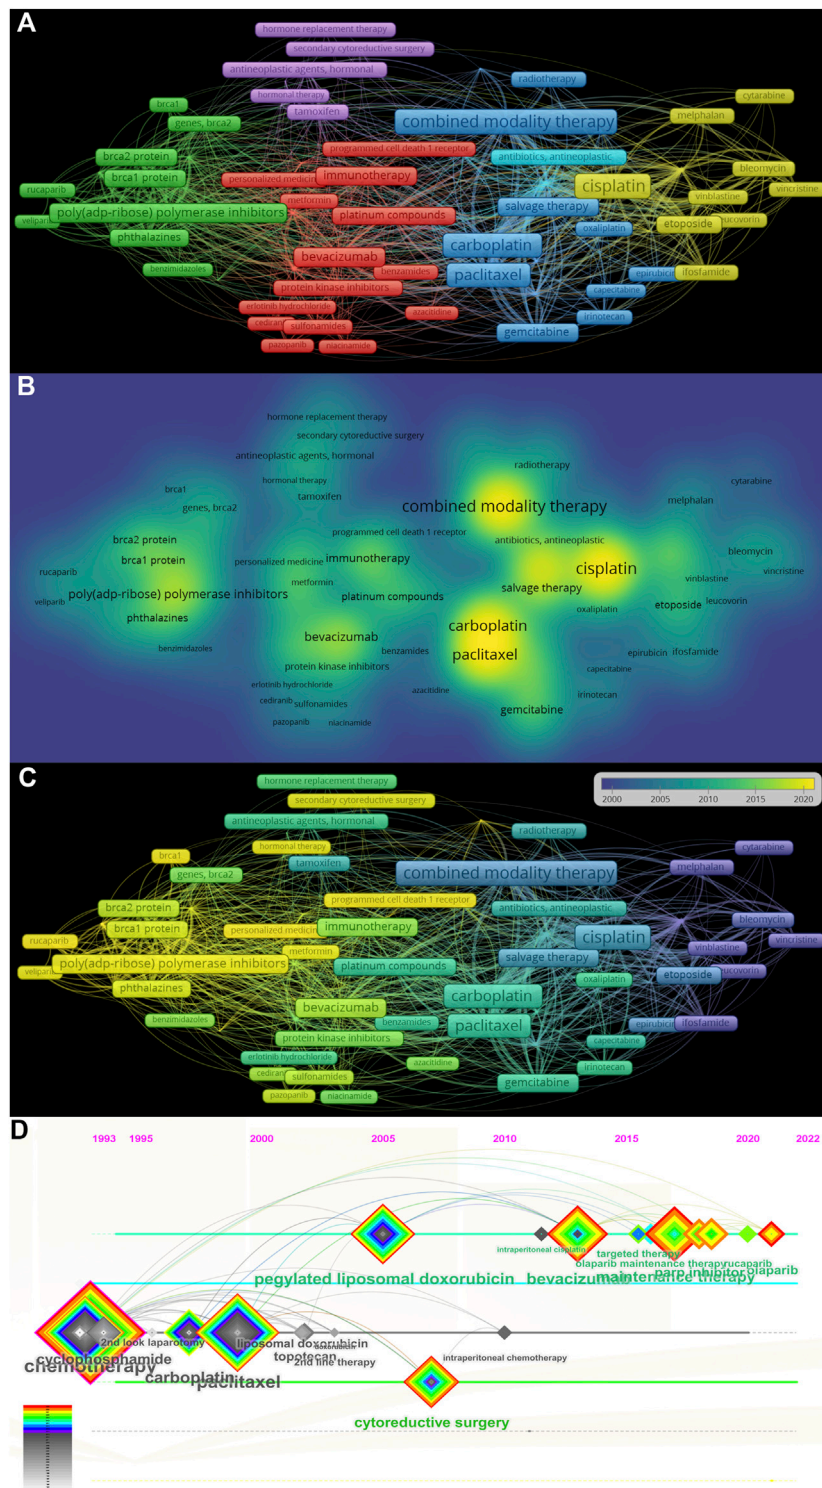 A
hormone replacement therapy
secondary cytoreductive surgery
antineoplastic agents, hormonal
radiotherapy
hormonal therapy
cytarabine
brca1
tamoxifen
melphalan
genes, brca2
combined modality therapy
programmed cell death 1 receptor
brca2 protein
antibiotics, antineoplastic
bleomycin
brca1 protein
personalized medicine
immunotherapy
cisplatin
rucaparib
vincristine
metformin
vinblastine
salvage therapy
poly(adp-ribose) polymerase inhibitors
platinum compounds
veliparib
leucovorin
etoposide
oxaliplatin
phthalazines
carboplatin
bevacizumab
benzimidazoles
benzamides
paclitaxel
epirubicin
ifosfamide
protein kinase inhibitors
capecitabine
erlotinib hydrochloride
azacitidine
irinotecan
cediran
sulfonamides
gemcitabine
pazopanib
niacinamide
B
hormone replacement therapy
secondary cytoreductive surgery
antineoplastic agents, hormonal
radiotherapy
hormonal therapy
cytarabine
brca1
tamoxifen
melphalan
genes, brca2
combined modality therapy
programmed cell death 1 receptor
brca2 protein
antibiotics, antineoplastic
bleomycin
brca1 protein
personalized medicine
immunotherapy
cisplatin
rucaparib
vincristine
metformin
vinblastine
salvage therapy
poly(adp-ribose) polymerase inhibitors
platinum compounds
veliparib
leucovorin
etoposide
oxaliplatin
phthalazines
carboplatin
bevacizumab
benzimidazoles
benzamides
paclitaxel
epirubicin
ifosfamide
protein kinase inhibitors
capecitabine
erlotinib hydrochloride
azacitidine
irinotecan
cediranib
sulfonamides
gemcitabine
pazopanib
niacinamide
C
2000 2005 2010 2015 2020
hormone replacement therapy
secondary cytoreductive surgery
antineoplastic agents, hormonal
radiotherapy
hormonal therapy
cytarabine
brca1
tamoxifen
melphalan
genes, brca2
combined modality therapy
programmed cell death 1 receptor
brca2 protein
antibiotics, antineoplastic
bleomycin
brca1 protein
personalized medicine
immunotherapy
cisplatin
rucaparib
vincristine
metformin
vinblastine
salvage therapy
poly(adp-ribose) polymerase inhibitors
platinum compounds
veliparib
leucovorin
etoposide
oxaliplatin
phthalazines
carboplatin
bevacizumab
benzimidazoles
benzamides
paclitaxel
epirubicin
ifosfamide
protein kinase inhibitors
capecitabine
erlotinib hydrochloride
azacitidine
irinotecan
cediran
sulfonamides
gemcitabine
pazopanib
niacinamide
D
1993 1995 2000 2005 2010 2015 2020 2022
intraperitoneal cisplatin
targeted therapy
olaparib maintenance therapy
rucaparib
pegylated liposomal doxorubicin
bevacizumab
maintenance therapy
parp inhibitor
olaparib
2nd look laparotomy
liposomal doxorubicin
doxorubicin
cyclophosphamide
chemotherapy
topotecan
2nd line therapy
intraperitoneal chemotherapy
carboplatin
paclitaxel
cytoreductive surgery